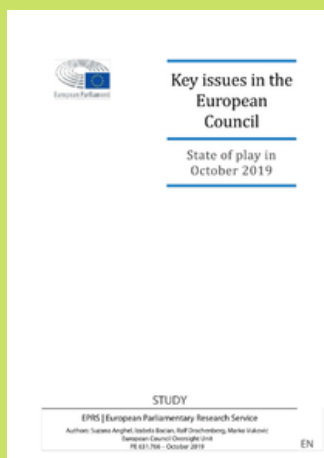 European Parliament
Key issues in the
European
Council
State of play in
October 2019
STUDY
EPRS | European Parliamentary Research Service
Authors: Suzana Anghel, Izabela Bacian, Ralf Drachenberg, Marko Vukovic
European Council Oversight Unit
PE 631.766 – October 2019
EN